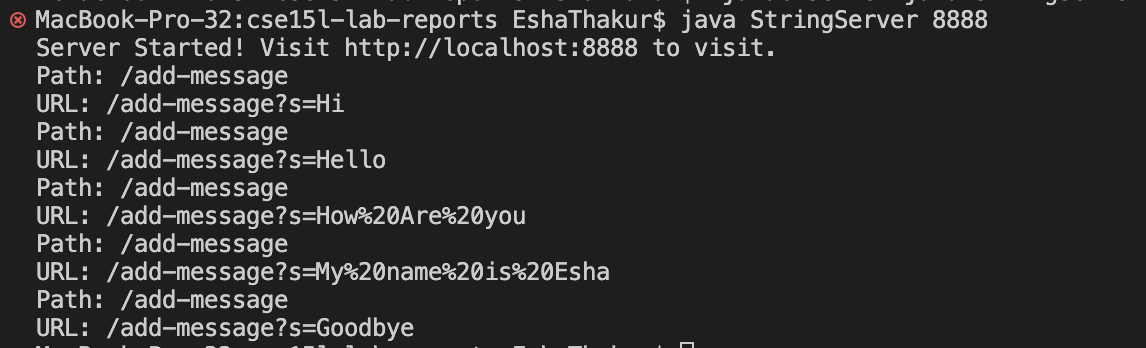 MacBook-Pro-32:cse15l-lab-reports EshaThakur$ java StringServer 8888
Server Started! Visit http://localhost:8888 to visit.
Path: /add-message
URL: /add-message?s=Hi
Path: /add-message
URL: /add-message?s=Hello
Path: /add-message
URL: /add-message?s=How%20Are%20you
Path: /add-message
URL: /add-message?s=My%20name%20is%20Esha
Path: /add-message
URL: /add-message?s=Goodbye